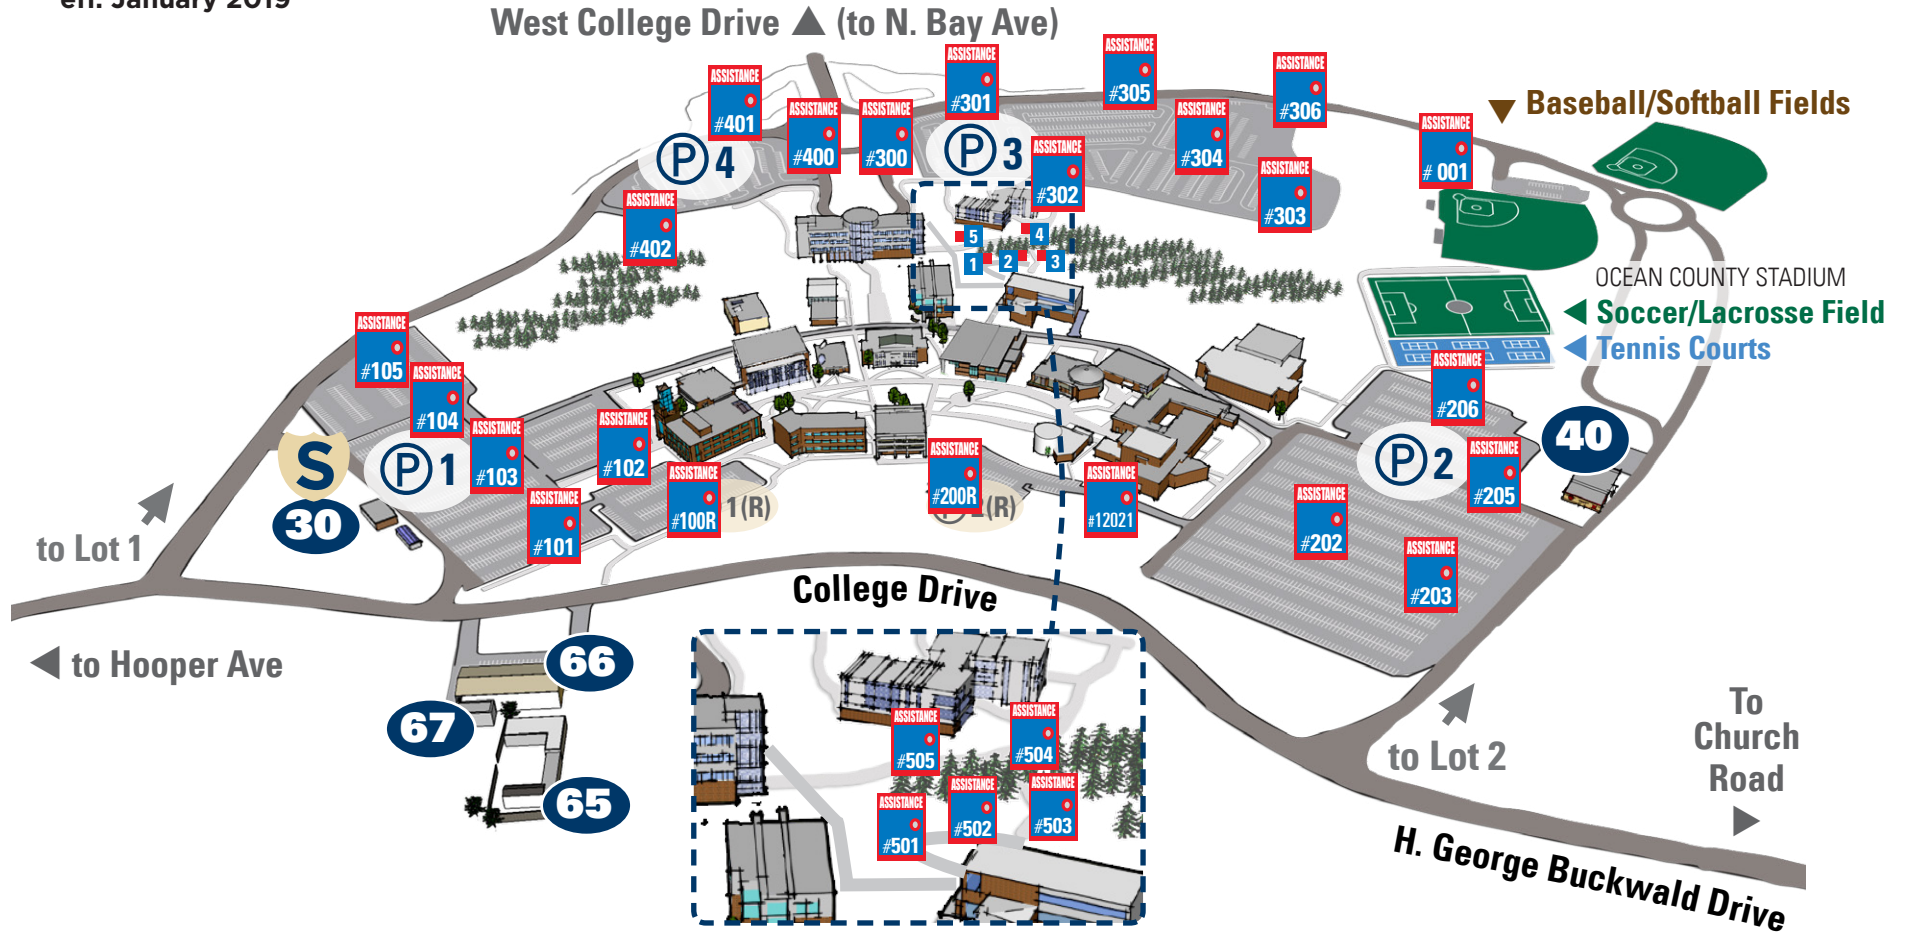 eff. January 2019
West College Drive ▲ (to N. Bay Ave)
ASSISTANCE
#401
ASSISTANCE
#400
ASSISTANCE
#300
ASSISTANCE
#301
ASSISTANCE
#305
ASSISTANCE
#304
ASSISTANCE
#306
ASSISTANCE
#303
ASSISTANCE
#302
ASSISTANCE
# 001
Baseball/Softball Fields
P 4
P 3
ASSISTANCE
#402
5
4
1
2
3
OCEAN COUNTY STADIUM
Soccer/Lacrosse Field
Tennis Courts
ASSISTANCE
#105
ASSISTANCE
#104
ASSISTANCE
#103
ASSISTANCE
#102
ASSISTANCE
#101
ASSISTANCE
#100R
1(R)
ASSISTANCE
#200R
(R)
ASSISTANCE
#12021
ASSISTANCE
#206
ASSISTANCE
#205
ASSISTANCE
#202
ASSISTANCE
#203
P 1
P 2
40
S
30
to Lot 1
College Drive
to Hooper Ave
66
67
65
ASSISTANCE
#505
ASSISTANCE
#504
ASSISTANCE
#501
ASSISTANCE
#502
ASSISTANCE
#503
to Lot 2
To
Church
Road
H. George Buckwald Drive